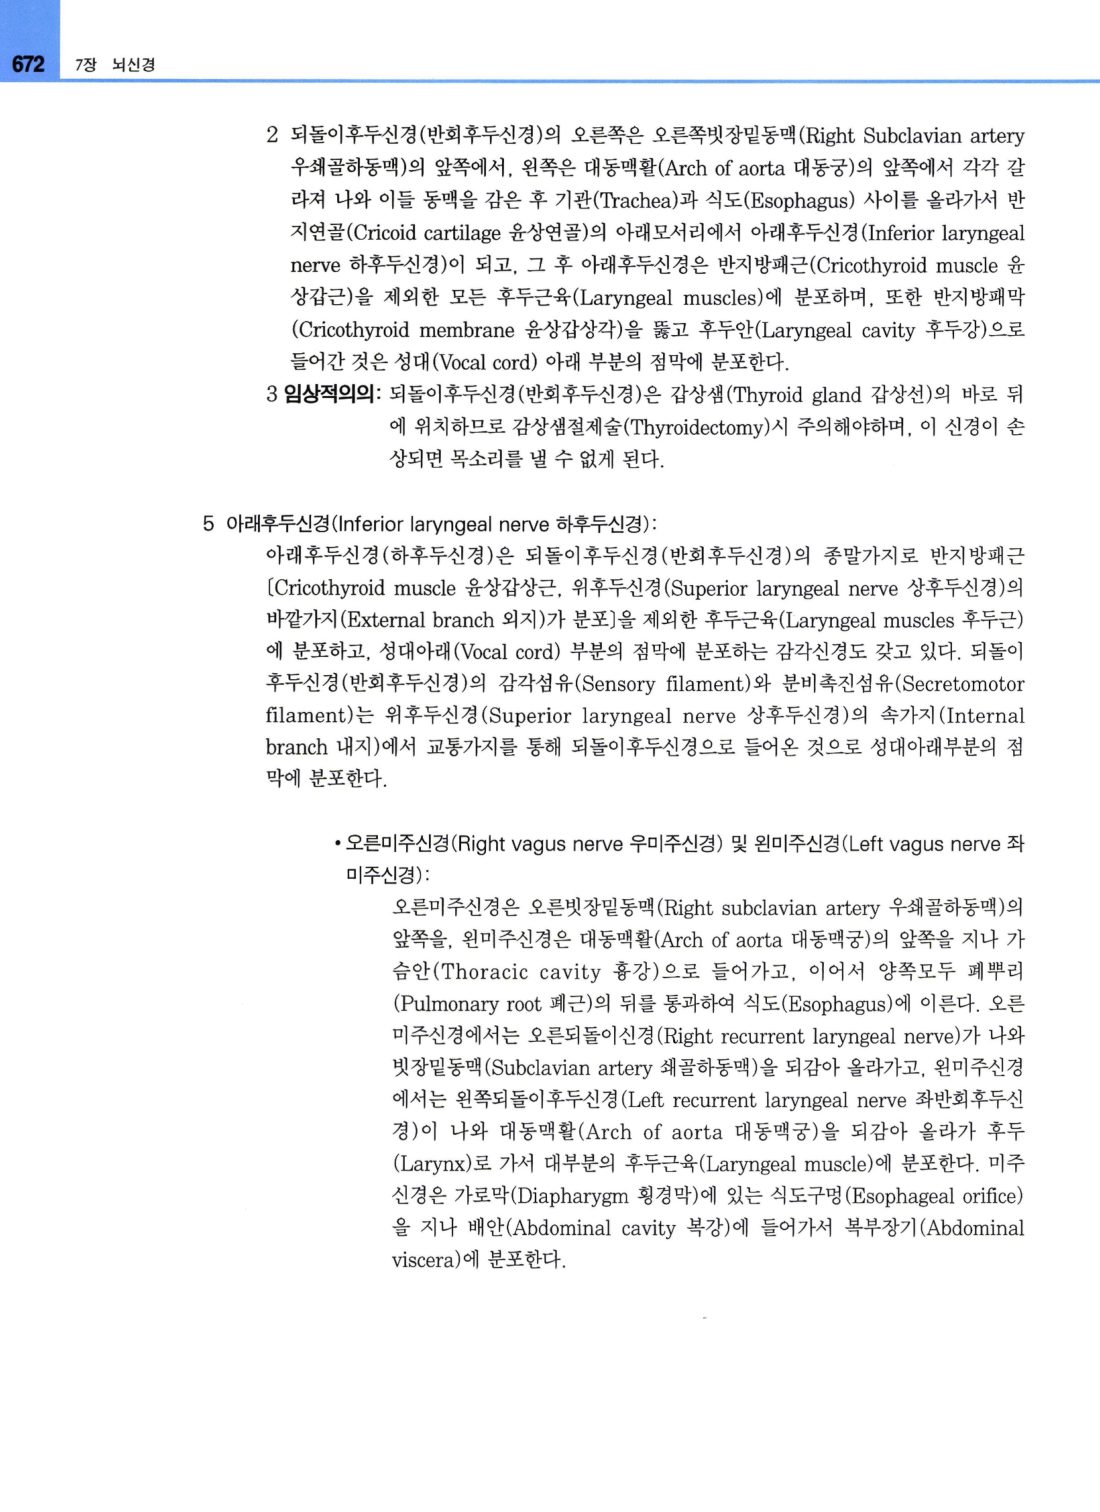 672 7장 뇌신경
2 되돌이후두신경(반회후두신경)의 오른쪽은 오른쪽빗장밑동맥(Right Subclavian artery
우쇄골하동맥)의 앞쪽에서, 왼쪽은 대동맥활(Arch of aorta 대동궁)의 앞쪽에서 각각 갈
라져 나와 이들 동맥을 감은 후 기관(Trachea)과 식도(Esophagus) 사이를 올라가서 반
지연골(Cricoid cartilage 윤상연골)의 아래모서리에서 아래후두신경(Inferior laryngeal
nerve 하후두신경)이 되고, 그 후 아래후두신경은 반지방패근(Cricothyroid muscle 윤
상갑근)을 제외한 모든 후두근육(Laryngeal muscles)에 분포하며, 또한 반지방패막
(Cricothyroid membrane 윤상갑상각)을 뚫고 후두안(Laryngeal cavity 후두강)으로
들어간 것은 성대(Vocal cord) 아래 부분의 점막에 분포한다.
3 임상적의의: 되돌이후두신경(반회후두신경)은 갑상샘(Thyroid gland 갑상선)의 바로 뒤
에 위치하므로 감상샘절제술(Thyroidectomy)시 주의해야하며, 이 신경이 손
상되면 목소리를 낼 수 없게 된다.
5 아래후두신경(Inferior laryngeal nerve 하후두신경):
아래후두신경(하후두신경)은 되돌이후두신경(반회후두신경)의 종말가지로 반지방패근
[Cricothyroid muscle 윤상갑상근, 위후두신경(Superior laryngeal nerve 상후두신경)의
바깥가지(External branch 외지)가 분포]을 제외한 후두근육(Laryngeal muscles 후두근)
에 분포하고, 성대아래(Vocal cord) 부분의 점막에 분포하는 감각신경도 갖고 있다. 되돌이
후두신경(반회후두신경)의 감각섬유(Sensory filament)와 분비촉진섬유(Secretomotor
filament)는 위후두신경(Superior laryngeal nerve 상후두신경)의 속가지(Internal
branch 내지)에서 교통가지를 통해 되돌이후두신경으로 들어온 것으로 성대아래부분의 점
막에 분포한다.
• 오른미주신경(Right vagus nerve 우미주신경) 및 왼미주신경(Left vagus nerve 좌
미주신경):
오른미주신경은 오른빗장밑동맥(Right subclavian artery 우쇄골하동맥)의
앞쪽을, 왼미주신경은 대동맥활(Arch of aorta 대동맥궁)의 앞쪽을 지나 가
슴안(Thoracic cavity 흉강)으로 들어가고, 이어서 양쪽모두 폐뿌리
(Pulmonary root 폐근)의 뒤를 통과하여 식도(Esophagus)에 이른다. 오른
미주신경에서는 오른되돌이신경(Right recurrent laryngeal nerve)가 나와
빗장밑동맥(Subclavian artery 쇄골하동맥)을 되감아 올라가고, 왼미주신경
에서는 왼쪽되돌이후두신경(Left recurrent laryngeal nerve 좌반회후두신
경)이 나와 대동맥활(Arch of aorta 대동맥궁)을 되감아 올라가 후두
(Larynx)로 가서 대부분의 후두근육(Laryngeal muscle)에 분포한다. 미주
신경은 가로막(Diapharygm 횡경막)에 있는 식도구멍(Esophageal orifice)
을 지나 배안(Abdominal cavity 복강)에 들어가서 복부장기(Abdominal
viscera)에 분포한다.